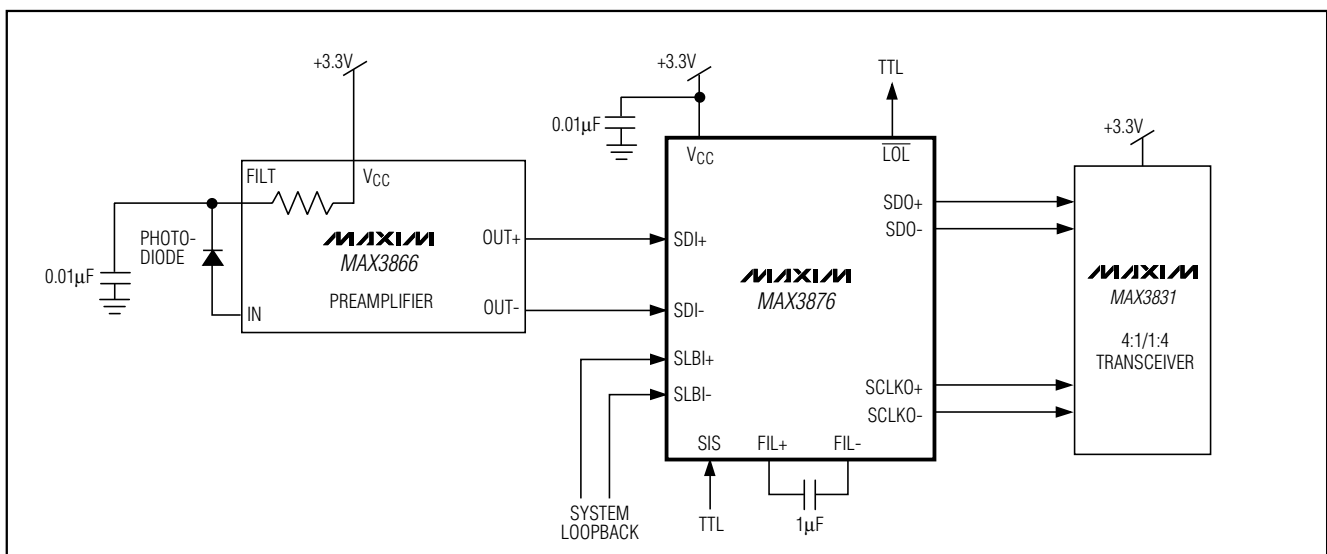 +3.3V
0.01µF
FILT
VCC
PHOTO-
DIODE
IN
MAXIM
MAX3866
PREAMPLIFIER
OUT+
OUT-
+3.3V
0.01µF
VCC
TTL
LOL
SDI+
SDI-
SLBI+
SLBI-
MAXIM
MAX3876
SDO+
SDO-
SCLKO+
SCLKO-
SIS
FIL+
FIL-
SYSTEM
LOOPBACK
TTL
1µF
+3.3V
MAXIM
MAX3831
4:1/1:4
TRANSCEIVER